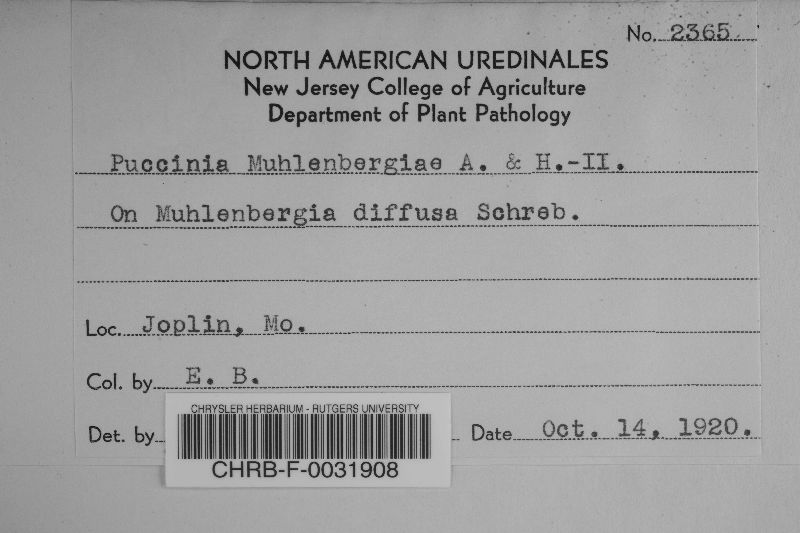 No. 2365
NORTH AMERICAN UREDINALES
New Jersey College of Agriculture
Department of Plant Pathology
Puccinia Muhlenbergiae A. & H.-II.
On Muhlenbergia diffusa Schreb.
Loc. Joplin, Mo.
Col. by E. B.
Det. by
Date Oct. 14, 1920.
CHRYSLER HERBARIUM - RUTGERS UNIVERSITY
CHRB-F-0031908